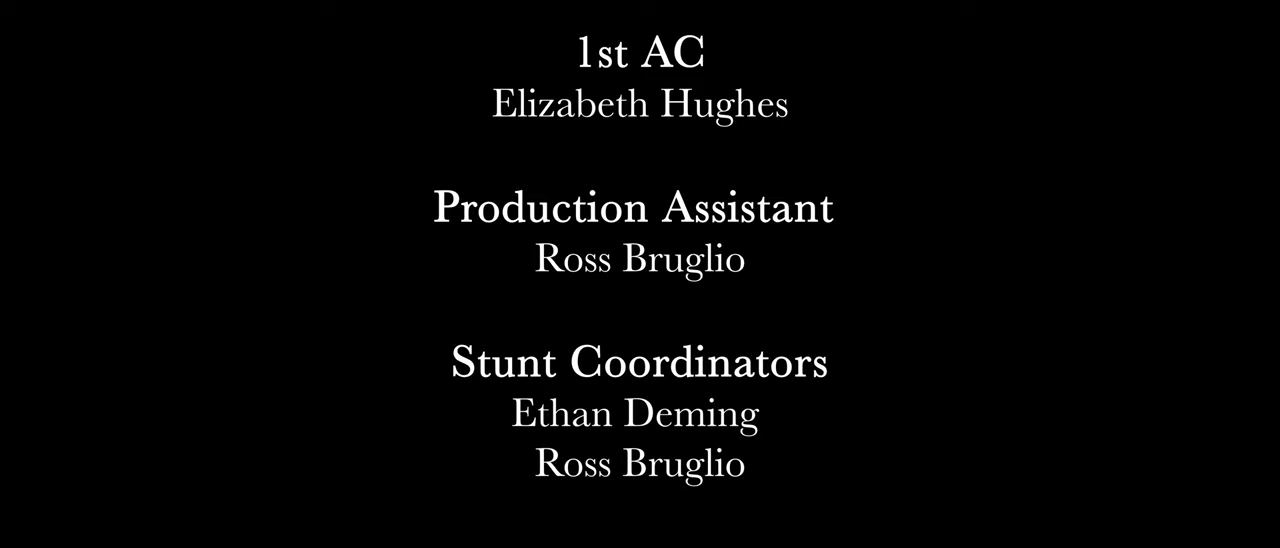 1st AC
Elizabeth Hughes
Production Assistant
Ross Bruglio
Stunt Coordinators
Ethan Deming
Ross Bruglio